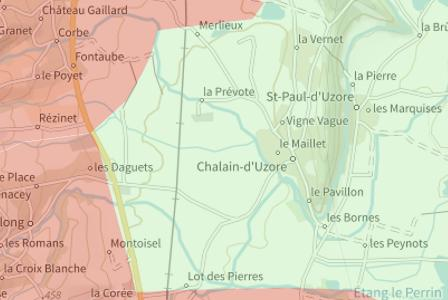 Château Gaillard
Merlieux
Granet
Corbe
la Vernet
Fontaube
le Poyet
la Pierre
la Prévote
St-Paul-d'Uzore
les Marquises
Rézinet
Vigne Vague
le Maillet
les Daguets
Chalain-d'Uzore
Place
nacey
le Pavillon
long
les Bornes
les Romans
Montoisel
les Peynots
la Croix Blanche
Lot des Pierres
458
la Corée
Étang le Perrin